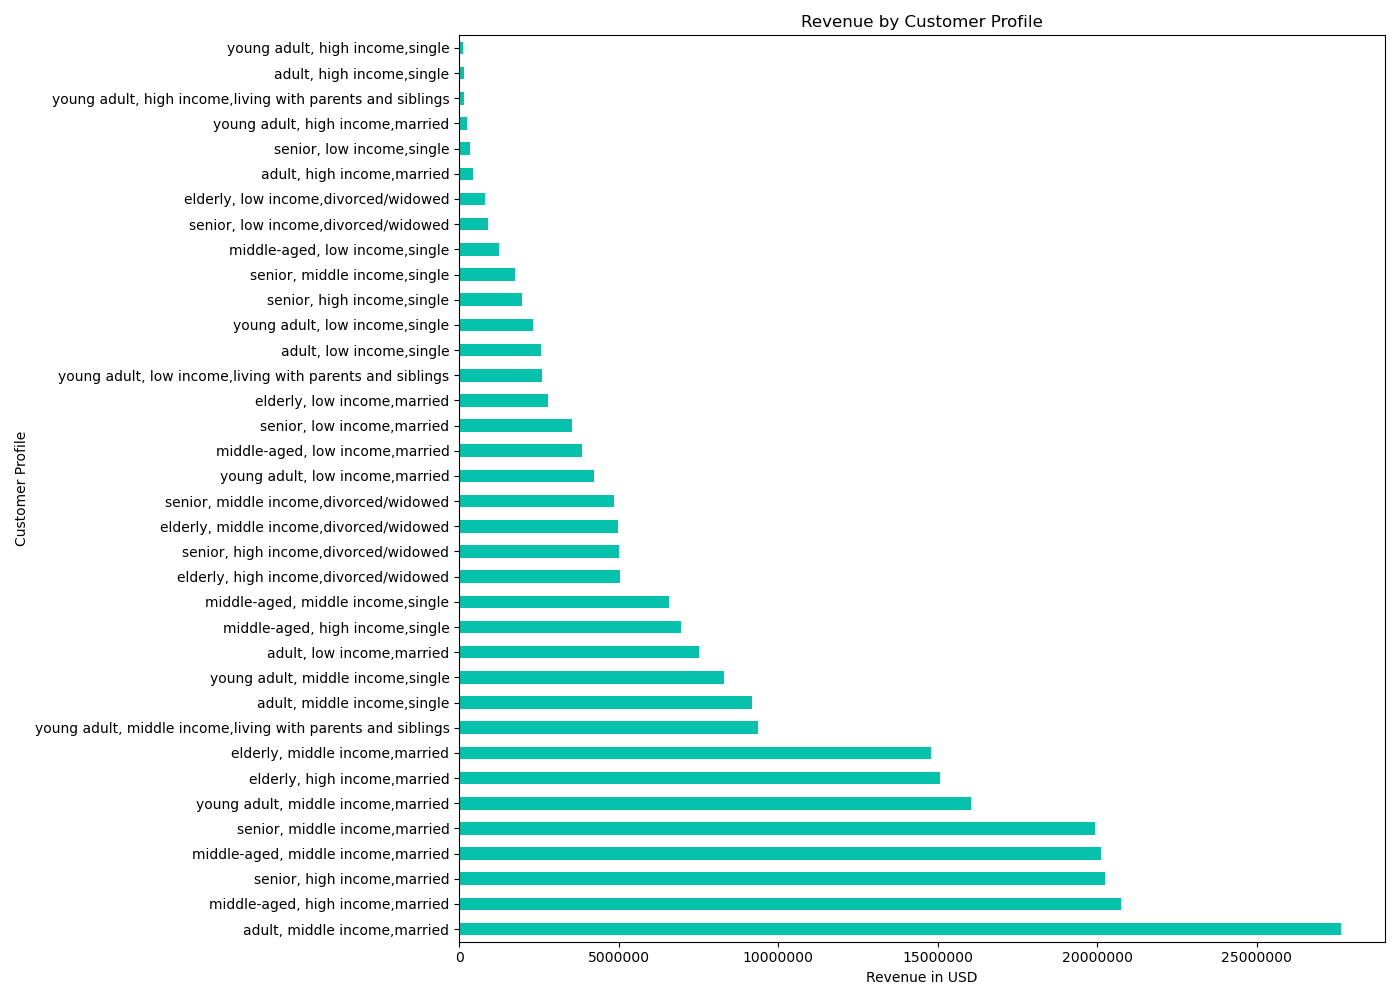 Revenue by Customer Profile
Customer Profile
young adult, high income,single
adult, high income,single
young adult, high income,living with parents and siblings
young adult, high income,married
senior, low income,single
adult, high income,married
elderly, low income,divorced/widowed
senior, low income,divorced/widowed
middle-aged, low income,single
senior, middle income,single
senior, high income,single
young adult, low income,single
adult, low income,single
young adult, low income,living with parents and siblings
elderly, low income,married
senior, low income,married
middle-aged, low income,married
young adult, low income,married
senior, middle income,divorced/widowed
elderly, middle income,divorced/widowed
senior, high income,divorced/widowed
elderly, high income,divorced/widowed
middle-aged, middle income,single
middle-aged, high income,single
adult, low income,married
young adult, middle income,single
adult, middle income,single
young adult, middle income,living with parents and siblings
elderly, middle income,married
elderly, high income,married
young adult, middle income,married
senior, middle income,married
middle-aged, middle income,married
senior, high income,married
middle-aged, high income,married
adult, middle income,married
0 5000000 10000000 15000000 20000000 25000000
Revenue in USD